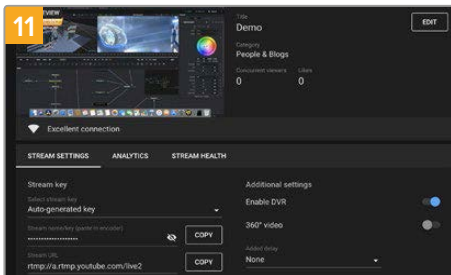 11
Title
Demo
EDIT
Category
People & Blogs
Concurrent viewers Likes
0 0
Excellent connection
STREAM SETTINGS ANALYTICS STREAM HEALTH
Stream key Additional settings
Select stream key
Auto-generated key
Enable DVR
Stream name/key (paste in encoder)
COPY
360° video
Stream URL
rtmp://a.rtmp.youtube.com/live2
COPY
Added delay
None